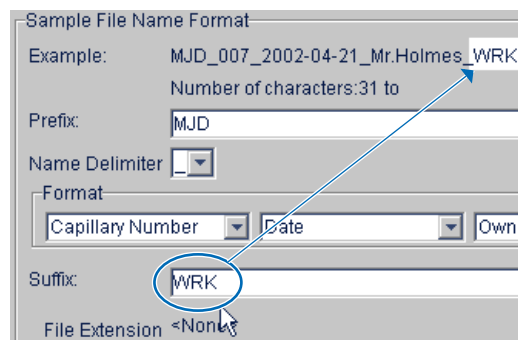 Sample File Name Format
Example: MJD_007_2002-04-21_Mr.Holmes_WRK
Number of characters:31 to
Prefix: MJD
Name Delimiter _
Format
Capillary Number Date Own
Suffix: WRK
File Extension <None>